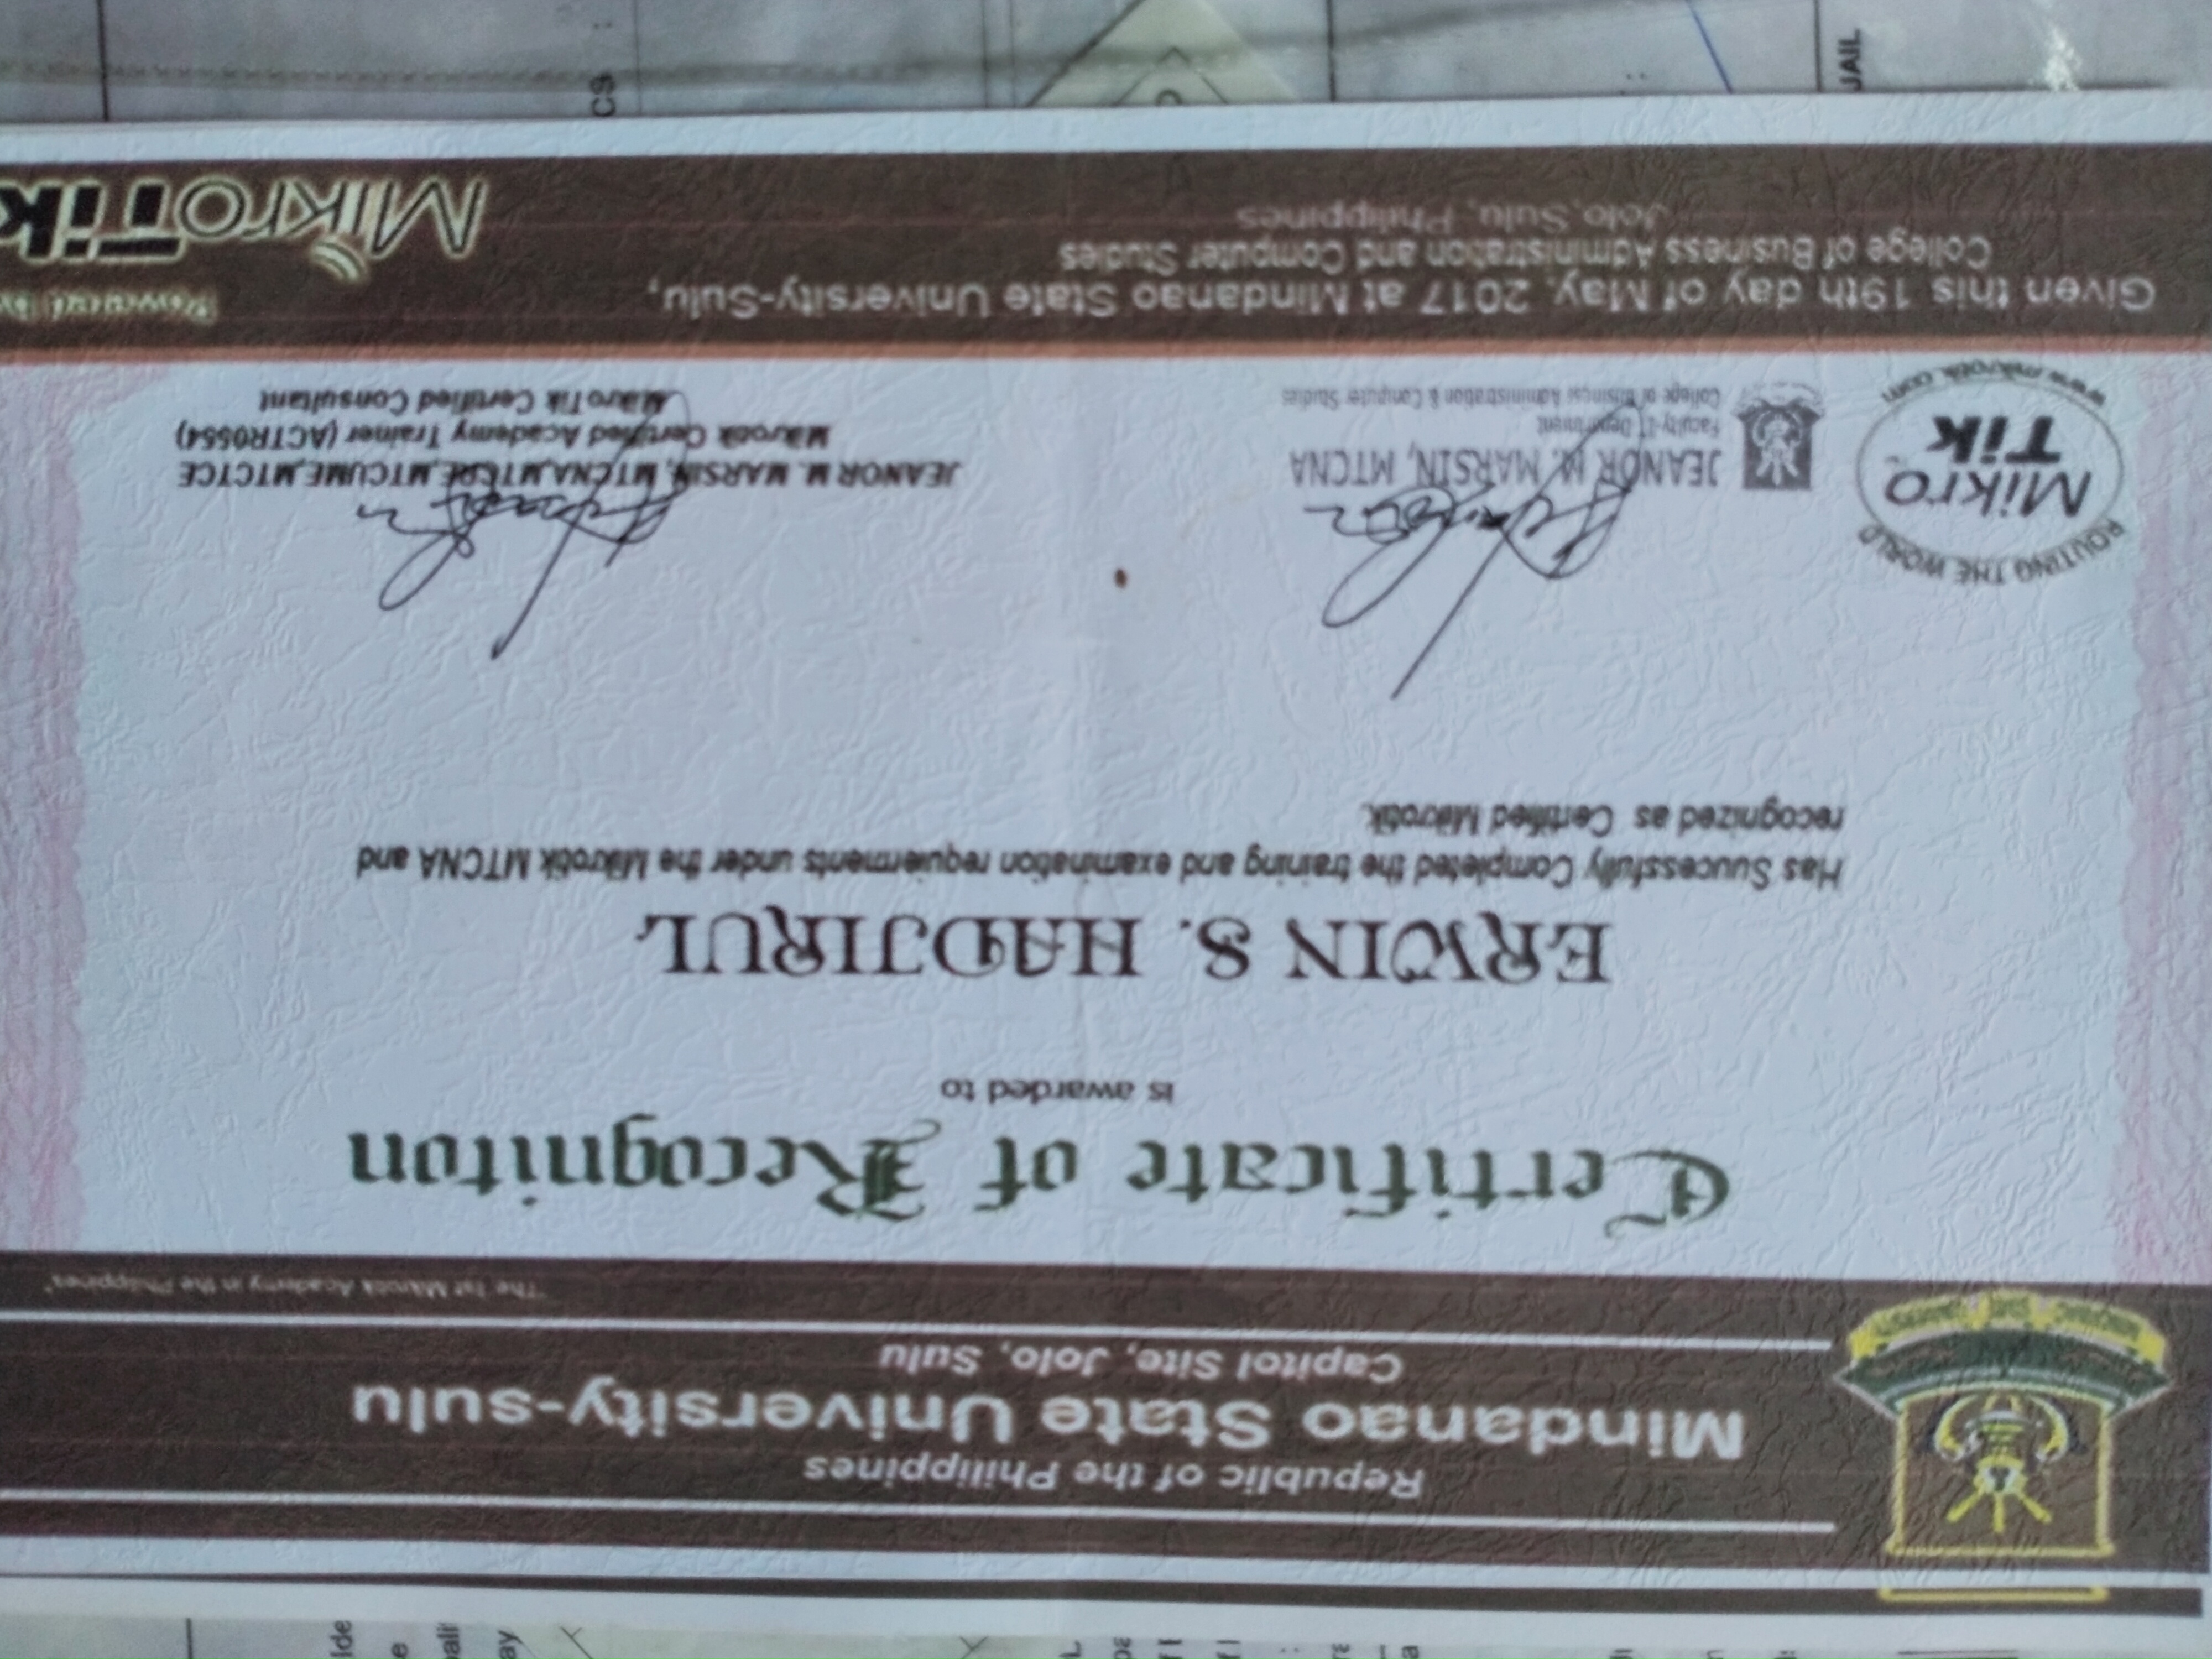 Republic of the Philippines
Mindanao State University-sulu
Capitol Site, Jolo, Sulu
"The 1st Mikrotik Academy in the Philippines"
Certificate of Recogniton
is awarded to
ERWIN S. HADJIRUL
Has Suucessfully Completed the training and examination requierments under the Mikrotik MTCNA and
recognized as Certified Mikrotik.
ROUTING THE WORLD
Mikro
Tik
www.mikrotik.com
JEANOR M. MARSIN, MTCNA
Faculty-IT Department
College of Business Administration & Computer Studies
JEANOR M. MARSIN, MTCNA,MTCRE,MTCUME,MTCTCE
Mikrotik Certified Academy Trainer (ACTR0554)
MikroTik Certified Consultant
Given this 19th day of May, 2017 at Mindanao State University-Sulu,
College of Business Administration and Computer Studies
Jolo,Sulu, Philippines
Powered
MikroTik
JAIL
CS :